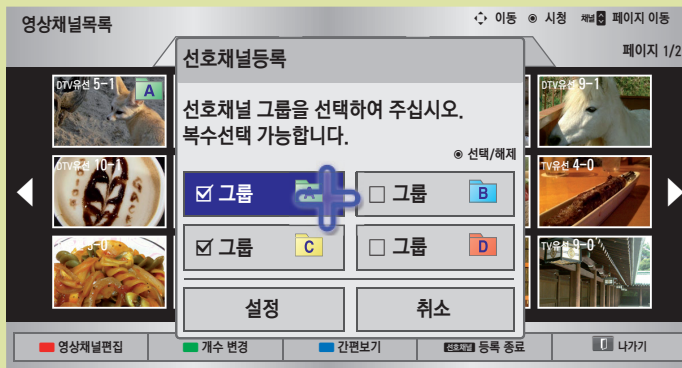 영상채널목록
이동 시청 채널 페이지 이동
페이지 1/2
선호채널등록
DTV유선 5-1 A
DTV유선 9-1
선호채널 그룹을 선택하여 주십시오.
복수선택 가능합니다.
선택/해제
DTV유선 10-1
TV유선 4-0
그룹 A
그룹 B
그룹 C
그룹 D
TV유선 9-0
설정
취소
영상채널편집
개수 변경
간편보기
선호채널 등록 종료
나가기